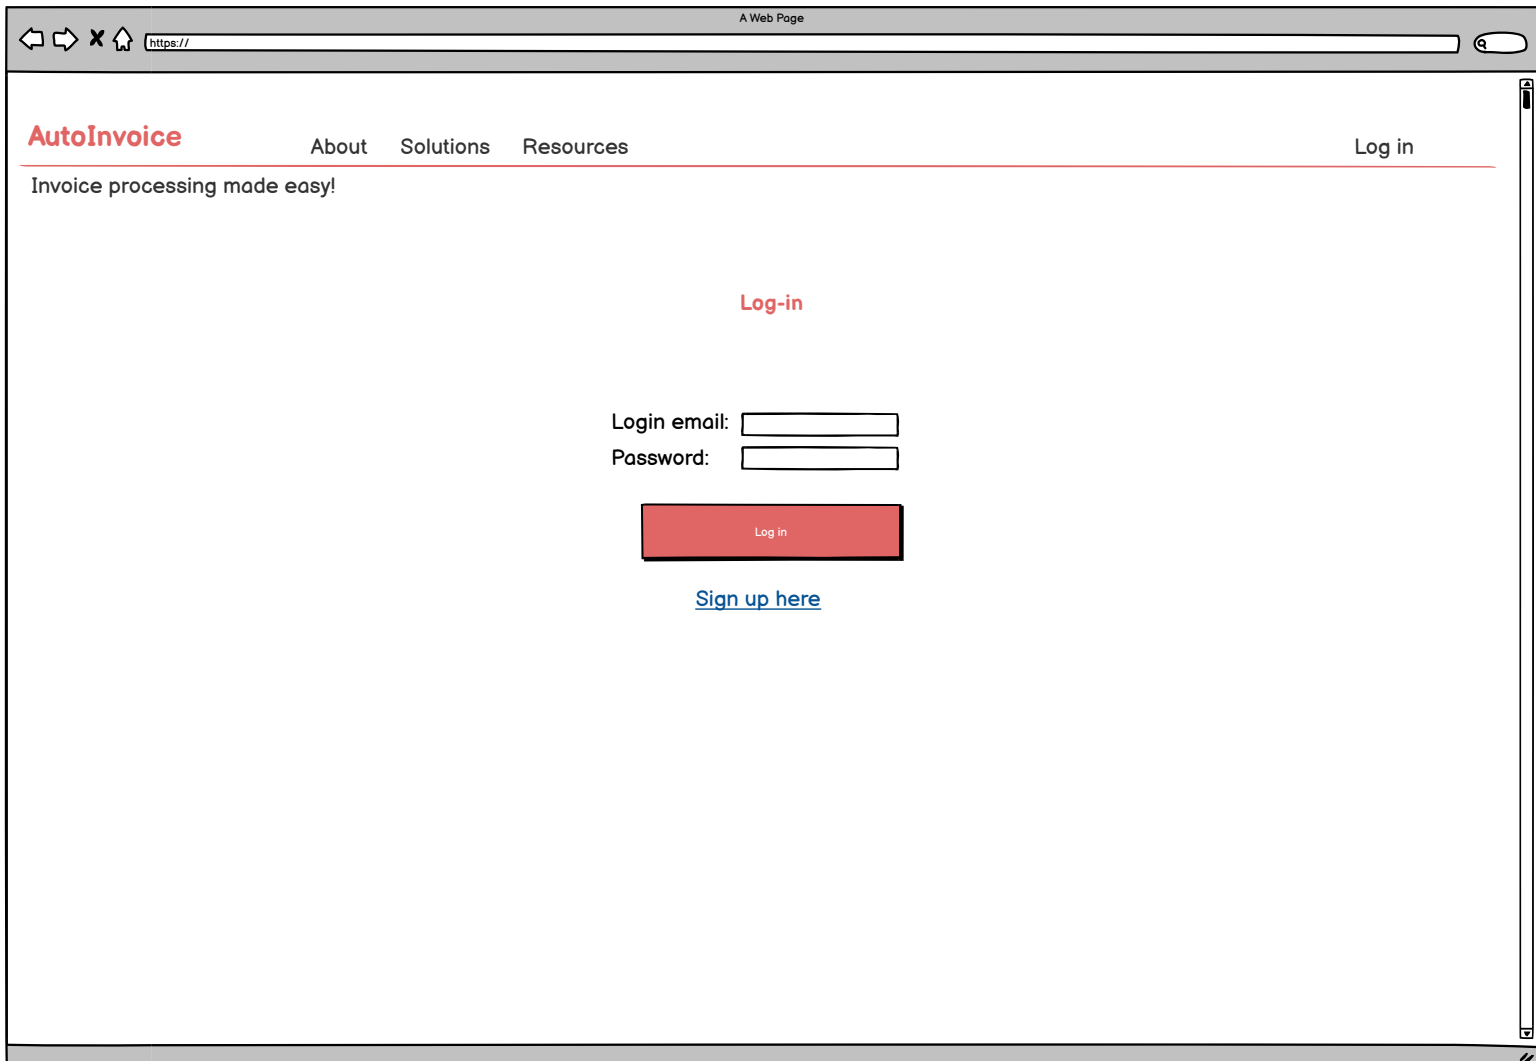 A Web Page
https://
AutoInvoice
About Solutions Resources Log in
Invoice processing made easy!
Log-in
Login email:
Password:
Log in
Sign up here